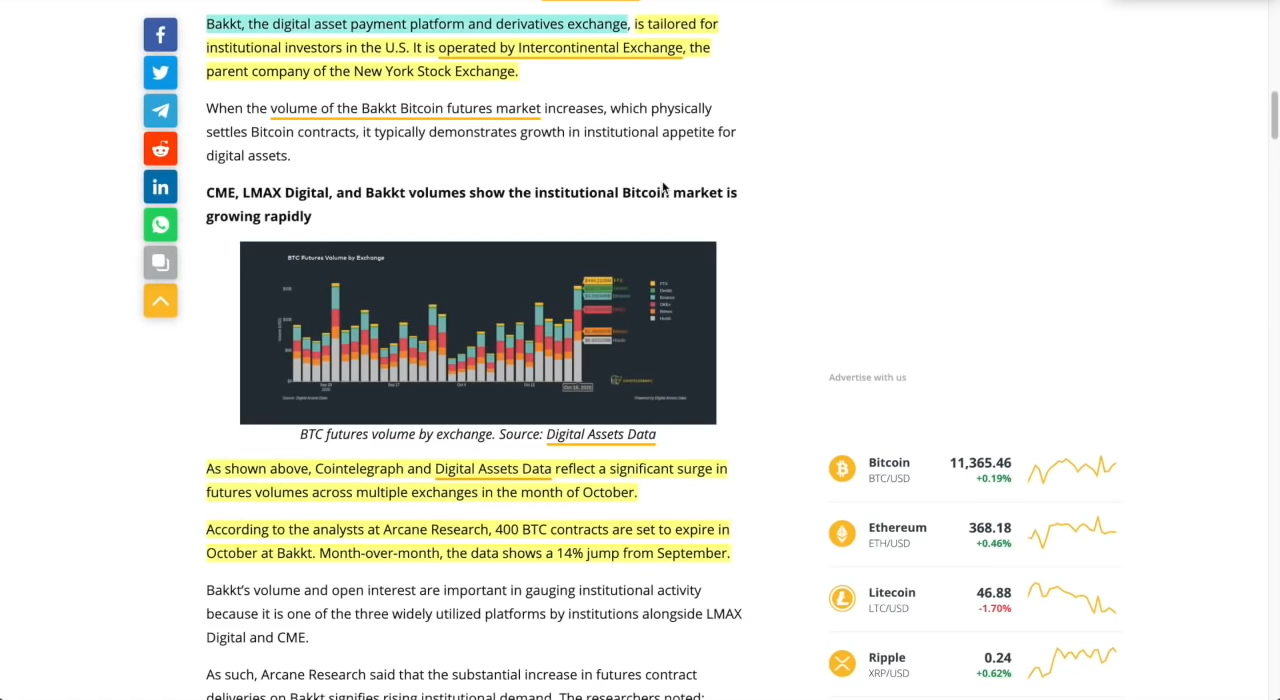 Bakkt, the digital asset payment platform and derivatives exchange, is tailored for
institutional investors in the U.S. It is operated by Intercontinental Exchange, the
parent company of the New York Stock Exchange.
When the volume of the Bakkt Bitcoin futures market increases, which physically
settles Bitcoin contracts, it typically demonstrates growth in institutional appetite for
digital assets.
CME, LMAX Digital, and Bakkt volumes show the institutional Bitcoin market is
growing rapidly
BTC Futures Volume by Exchange
BTC futures volume by exchange. Source: Digital Assets Data
As shown above, Cointelegraph and Digital Assets Data reflect a significant surge in
futures volumes across multiple exchanges in the month of October.
According to the analysts at Arcane Research, 400 BTC contracts are set to expire in
October at Bakkt. Month-over-month, the data shows a 14% jump from September.
Bakkt’s volume and open interest are important in gauging institutional activity
because it is one of the three widely utilized platforms by institutions alongside LMAX
Digital and CME.
As such, Arcane Research said that the substantial increase in futures contract
deliveries on Bakkt signifies rising institutional demand. The researchers noted:
Advertise with us
Bitcoin 11,365.46
BTC/USD +0.19%
Ethereum 368.18
ETH/USD +0.46%
Litecoin 46.88
LTC/USD -1.70%
Ripple 0.24
XRP/USD +0.62%